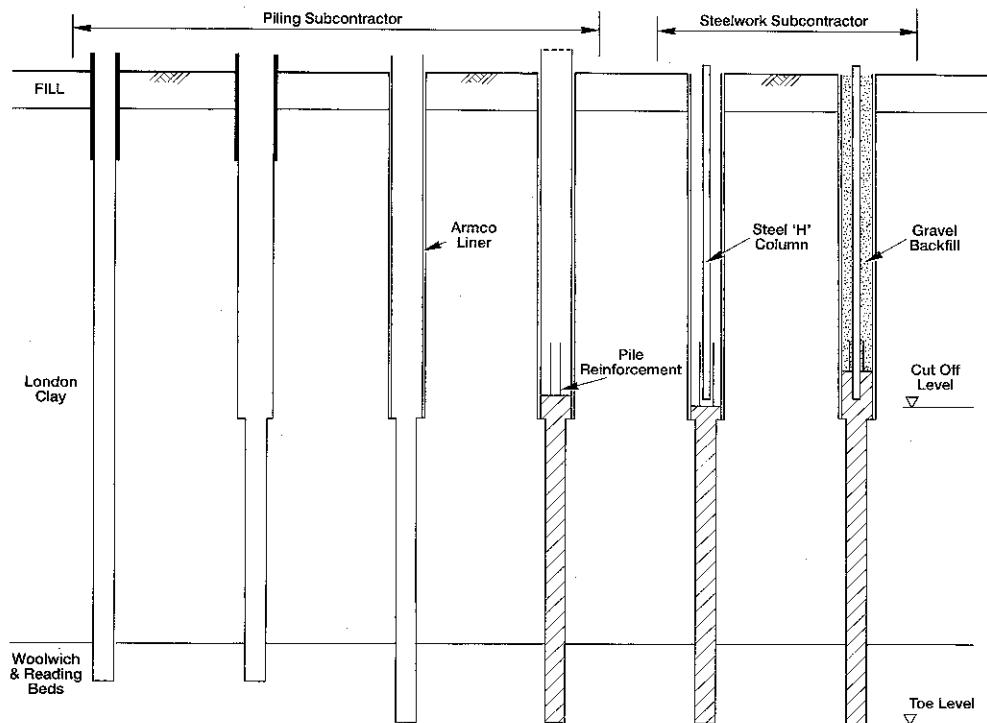 Piling Subcontractor
Steelwork Subcontractor
FILL
Armco
Liner
Steel 'H'
Column
Gravel
Backfill
Pile
Reinforcement
London
Clay
Cut Off
Level
Woolwich
& Reading
Beds
Toe Level